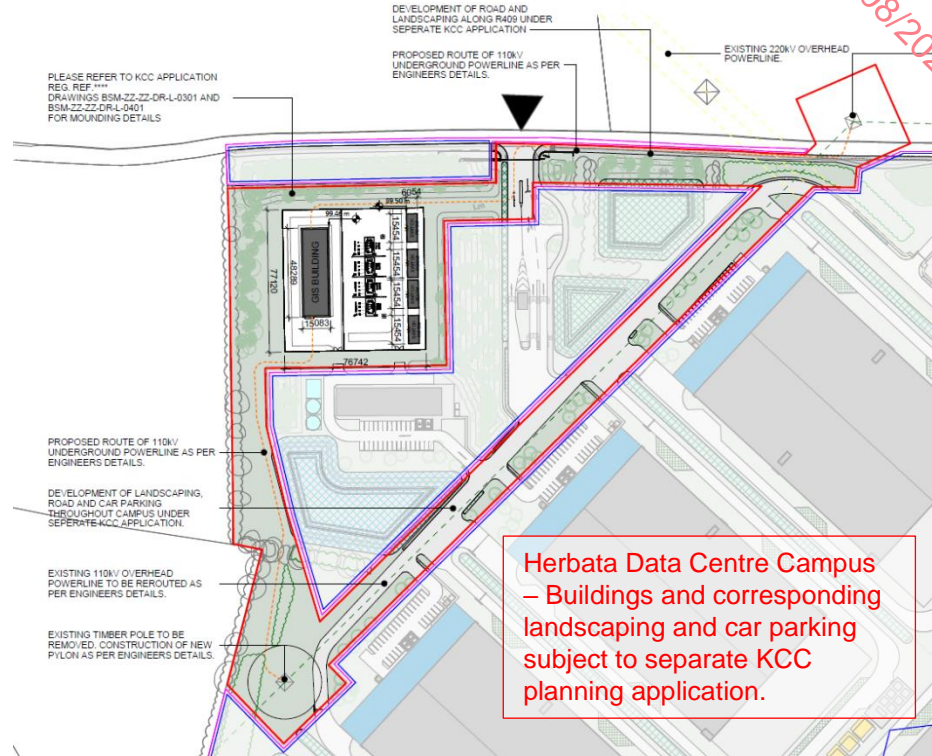 08/202
DEVELOPMENT OF ROAD AND
LANDSCAPING ALONG R409 UNDER
SEPERATE KCC APPLICATION
PROPOSED ROUTE OF 110kV
UNDERGROUND POWERLINE AS PER
ENGINEERS DETAILS.
EXISTING 220kV OVERHEAD
POWERLINE.
PLEASE REFER TO KCC APPLICATION
REG. REF.****
DRAWINGS BSM-ZZ-ZZ-DR-L-0301 AND
BSM-ZZ-ZZ-DR-L-0401
FOR MOUNDING DETAILS
6054
99.50 m
99.46 m
15454
15454
15454
15454
77120
48289
GIS BUILDING
15083
76742
PROPOSED ROUTE OF 110kV
UNDERGROUND POWERLINE AS PER
ENGINEERS DETAILS.
DEVELOPMENT OF LANDSCAPING,
ROAD AND CAR PARKING
THROUGHOUT CAMPUS UNDER
SEPERATE KCC APPLICATION.
EXISTING 110kV OVERHEAD
POWERLINE TO BE REROUTED AS
PER ENGINEERS DETAILS.
EXISTING TIMBER POLE TO BE
REMOVED. CONSTRUCTION OF NEW
PYLON AS PER ENGINEERS DETAILS.
Herbata Data Centre Campus
– Buildings and corresponding
landscaping and car parking
subject to separate KCC
planning application.